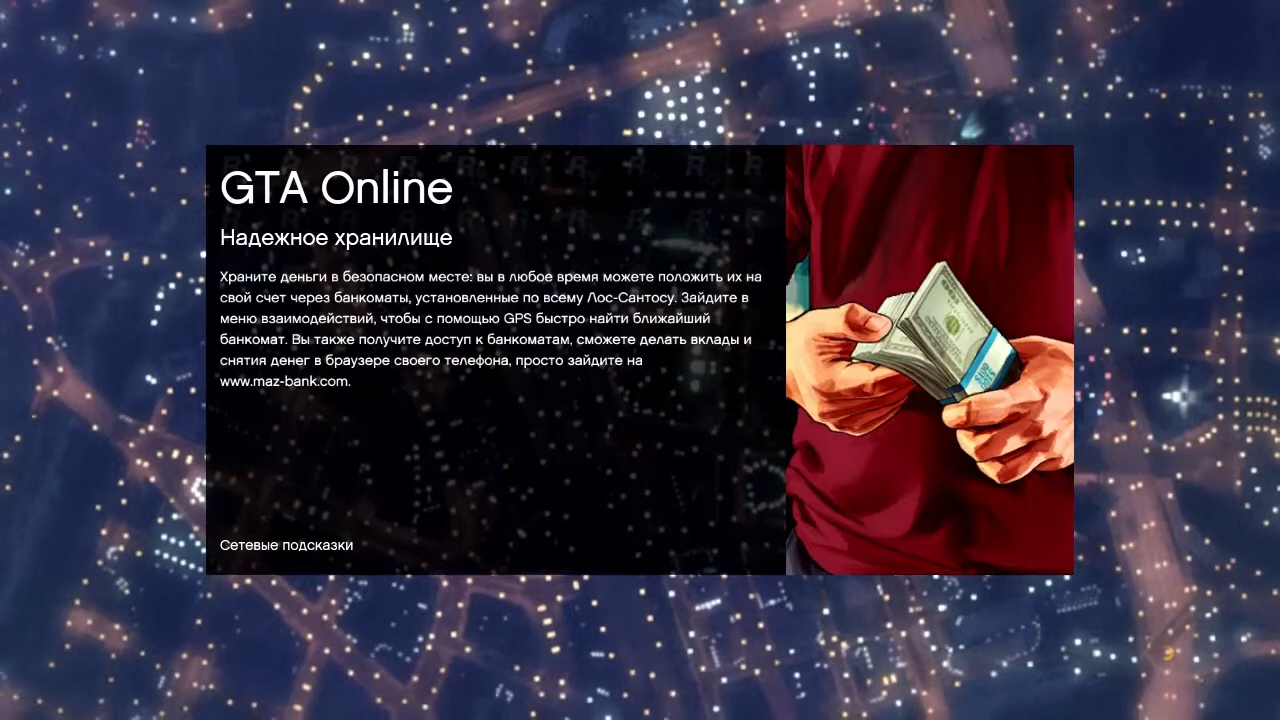 GTA Online
Надежное хранилище
Храните деньги в безопасном месте: вы в любое время можете положить их на
свой счет через банкоматы, установленные по всему Лос-Сантосу. Зайдите в
меню взаимодействий, чтобы с помощью GPS быстро найти ближайший
банкомат. Вы также получите доступ к банкоматам, сможете делать вклады и
снятия денег в браузере своего телефона, просто зайдите на
www.maz-bank.com.
Сетевые подсказки